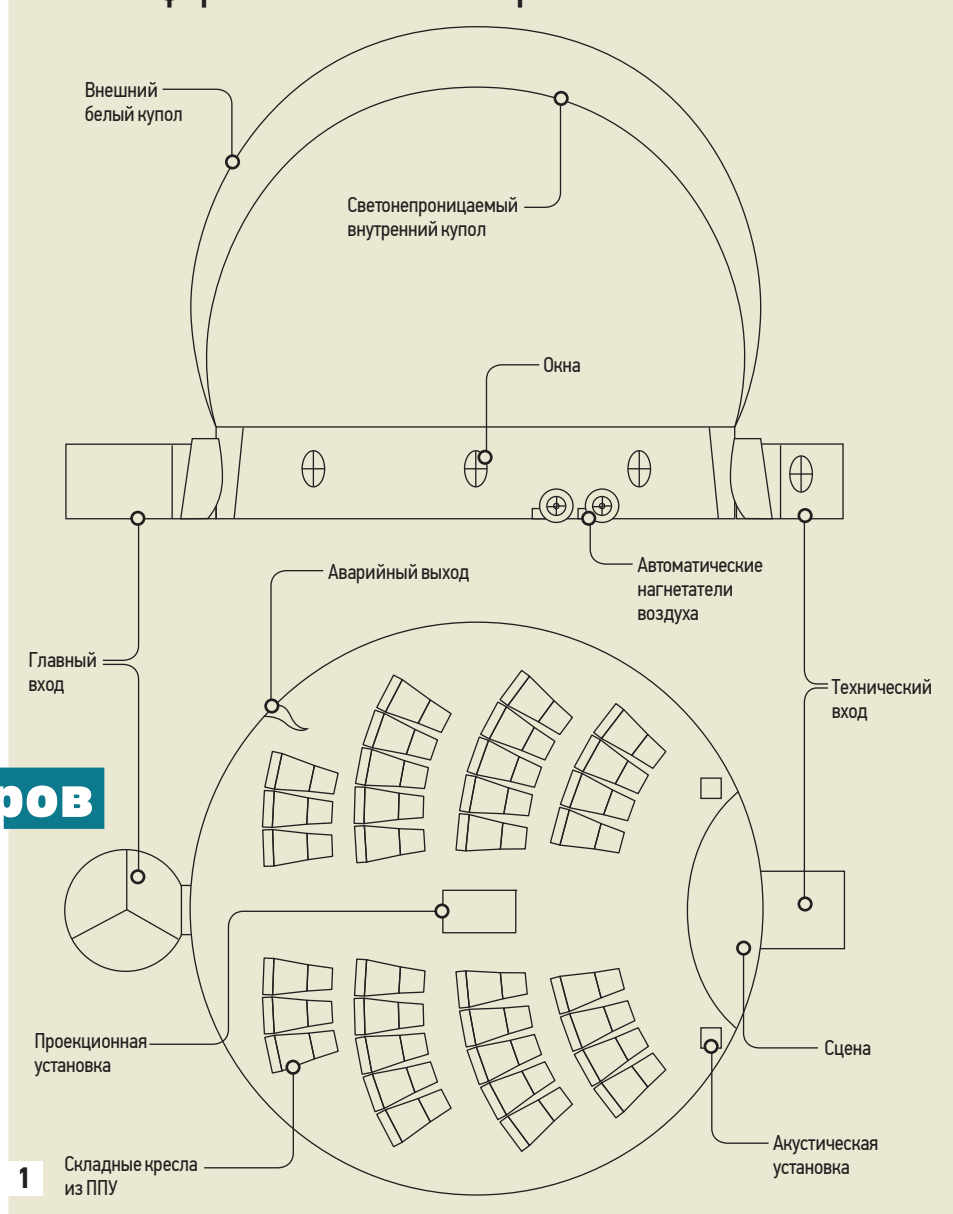 Внешний
белый купол
Светонепроницаемый
внутренний купол
Окна
Автоматические
нагнетатели
воздуха
Аварийный выход
Главный
вход
Технический
вход
ров
Проекционная
установка
Сцена
Акустическая
установка
Складные кресла
из ППУ
1